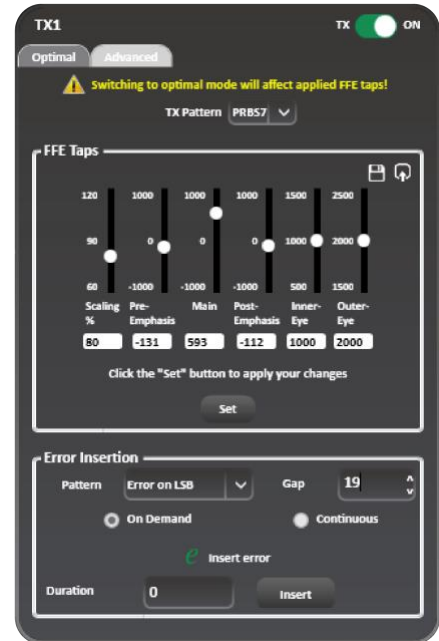 TX1 TX ON
Optimal Advanced
Switching to optimal mode will affect applied FFE taps!
TX Pattern PRBS7
FFE Taps
120 1000 1000 1000 1500 2500
90 0 0 0 1000 2000
60 -1000 -1000 -1000 500 1500
Scaling Pre- Main Post- Inner- Outer-
% Emphasis Emphasis Eye Eye
80 -131 593 -112 1000 2000
Click the "Set" button to apply your changes
Set
Error Insertion
Pattern Error on LSB Gap 19
On Demand Continuous
e Insert error
Duration 0 Insert